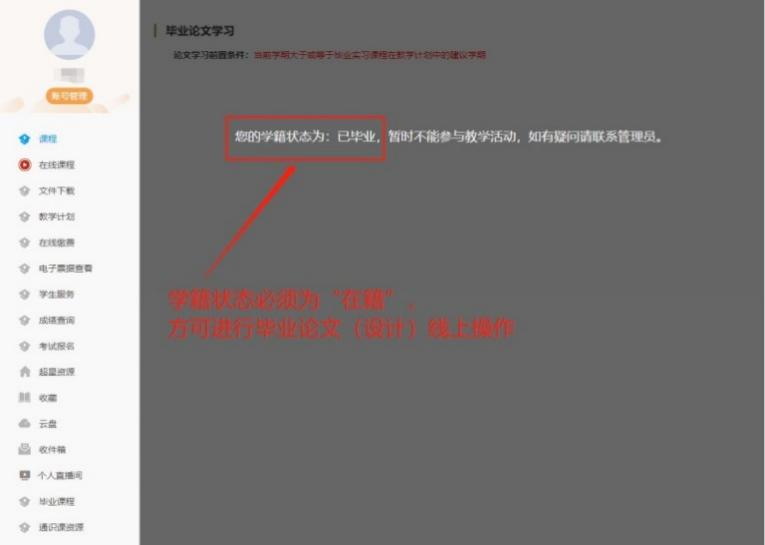 账号管理
课程
在线课程
文件下载
教学计划
在线缴费
电子票据查看
学生服务
成绩查询
考试报名
超星资源
收藏
云盘
收件箱
个人直播间
毕业课程
通识课资源
毕业论文学习
论文学习前置条件：当前学期大于或等于毕业实习课程在教学计划中的建议学期
您的学籍状态为：已毕业，暂时不能参与教学活动，如有疑问请联系管理员。
学籍状态必须为“在籍”，
方可进行毕业论文（设计）线上操作